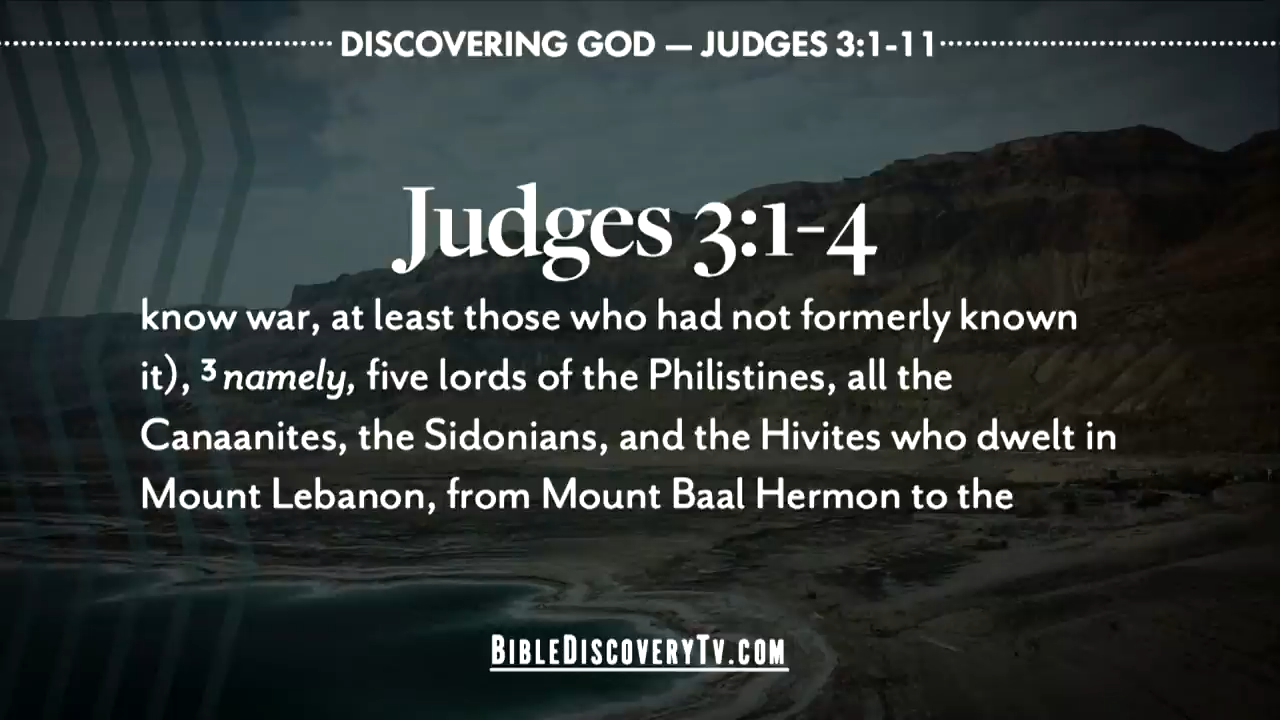 DISCOVERING GOD — JUDGES 3:1-11
Judges 3:1-4
know war, at least those who had not formerly known
it), 3 namely, five lords of the Philistines, all the
Canaanites, the Sidonians, and the Hivites who dwelt in
Mount Lebanon, from Mount Baal Hermon to the
BIBLEDISCOVERYTV.COM